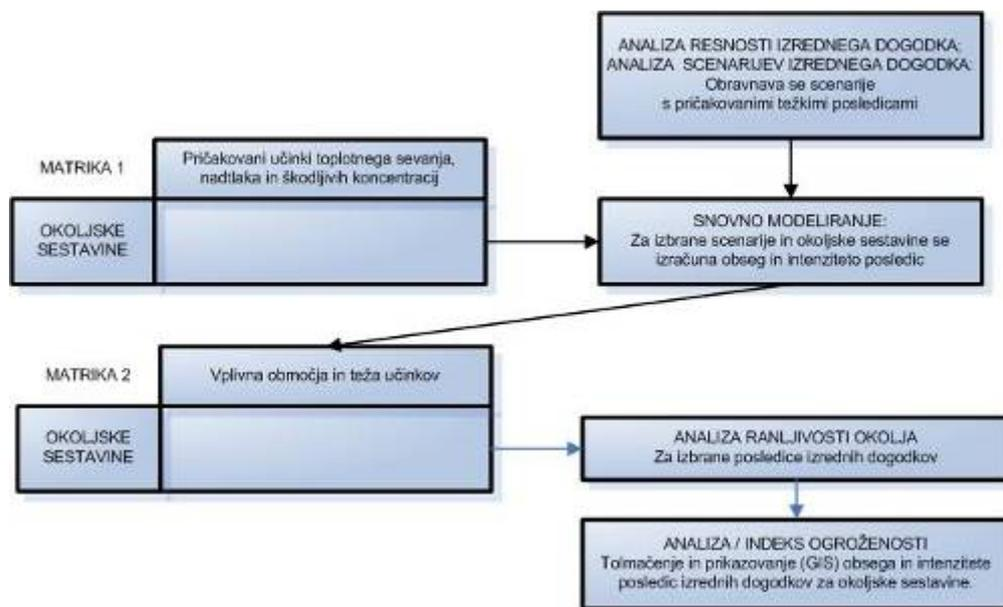 ANALIZA RESNOSTI IZREDNEGA DOGODKA;
ANALIZA SCENARIJEV IZREDNEGA DOGODKA:
Obravnava se scenarije
s pričakovanimi težkimi posledicami
MATRIKA 1
Pričakovani učinki toplotnega sevanja,
nadtlaka in škodljivih koncentracij
OKOLJSKE
SESTAVINE
SNOVNO MODELIRANJE:
Za izbrane scenarije in okoljske sestavine se
izračuna obseg in intenziteto posledic
MATRIKA 2
Vplivna območja in teža učinkov
OKOLJSKE
SESTAVINE
ANALIZA RANLJIVOSTI OKOLJA
Za izbrane posledice izrednih dogodkov
ANALIZA / INDEKS OGROŽENOSTI
Tolmačenje in prikazovanje (GIS) obsega in intenzitete
posledic izrednih dogodkov za okoljske sestavine.